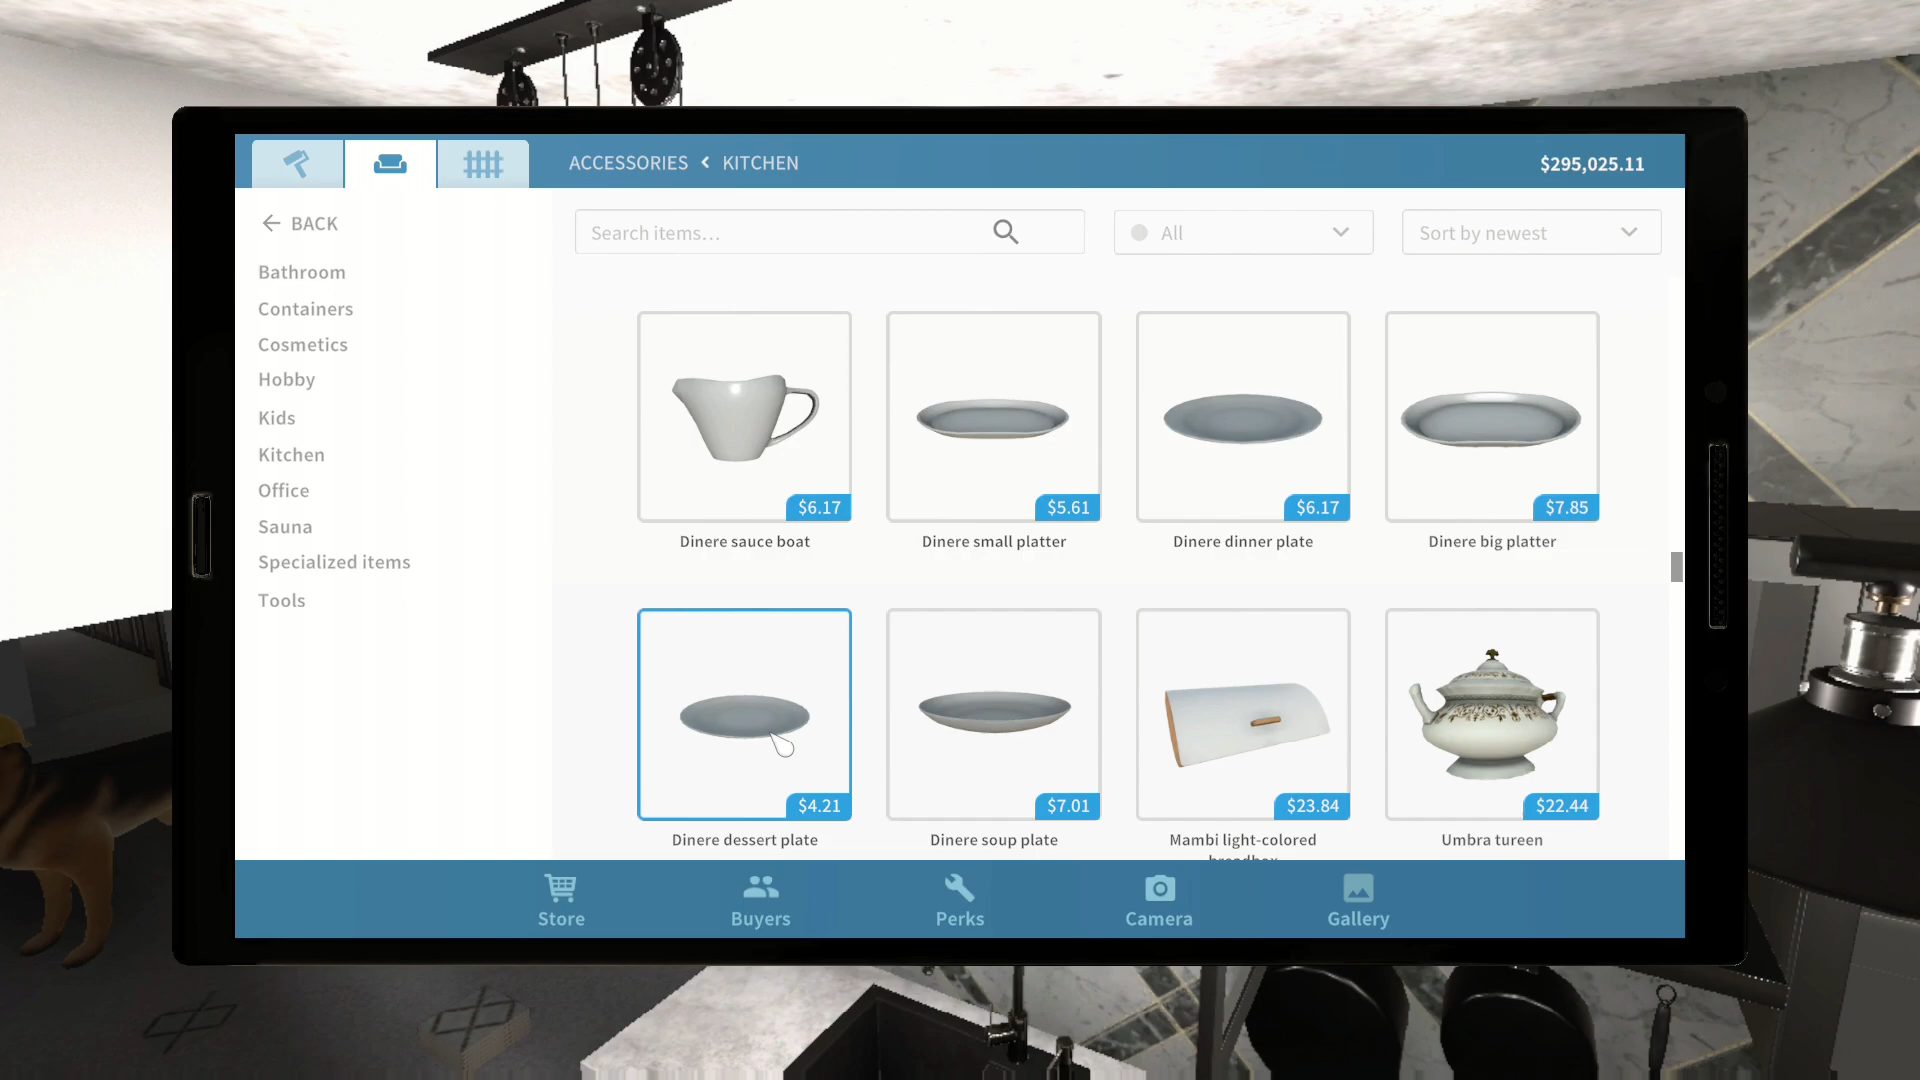 ACCESSORIES < KITCHEN
$295,025.11
BACK
Search items...
All
Sort by newest
Bathroom
Containers
Cosmetics
Hobby
Kids
Kitchen
Office
Sauna
Specialized items
Tools
$6.17
$5.61
$6.17
$7.85
Dinere sauce boat
Dinere small platter
Dinere dinner plate
Dinere big platter
$4.21
$7.01
$23.84
$22.44
Dinere dessert plate
Dinere soup plate
Mambi light-colored
breadbox
Umbra tureen
Store
Buyers
Perks
Camera
Gallery